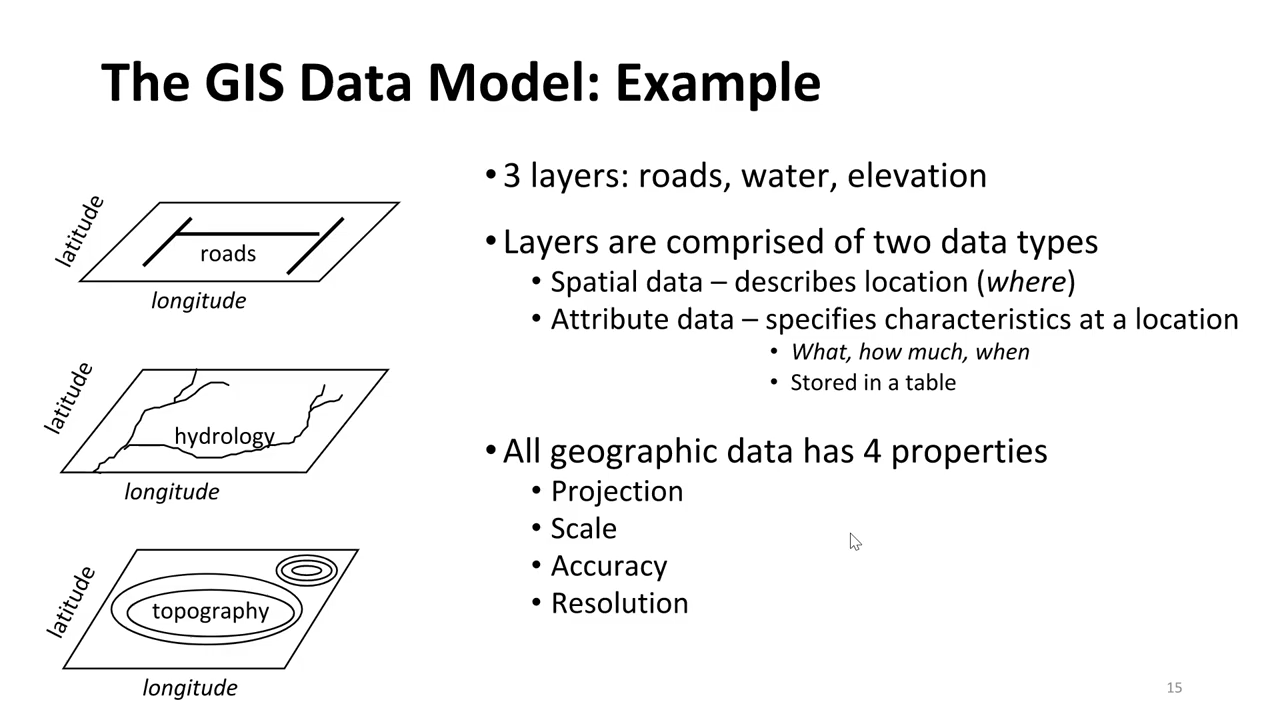 The GIS Data Model: Example
latitude
roads
longitude
latitude
hydrology
longitude
latitude
topography
longitude
•3 layers: roads, water, elevation
•Layers are comprised of two data types
• Spatial data – describes location (where)
• Attribute data – specifies characteristics at a location
• What, how much, when
• Stored in a table
•All geographic data has 4 properties
• Projection
• Scale
• Accuracy
• Resolution
15